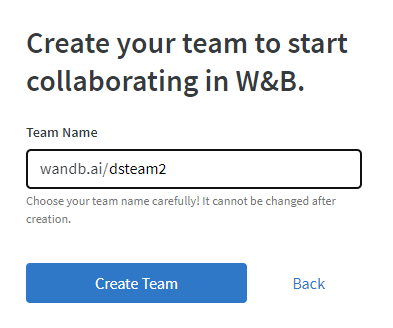 Create your team to start
collaborating in W&B.
Team Name
wandb.ai/dsteam2
Choose your team name carefully! It cannot be changed after
creation.
Create Team
Back